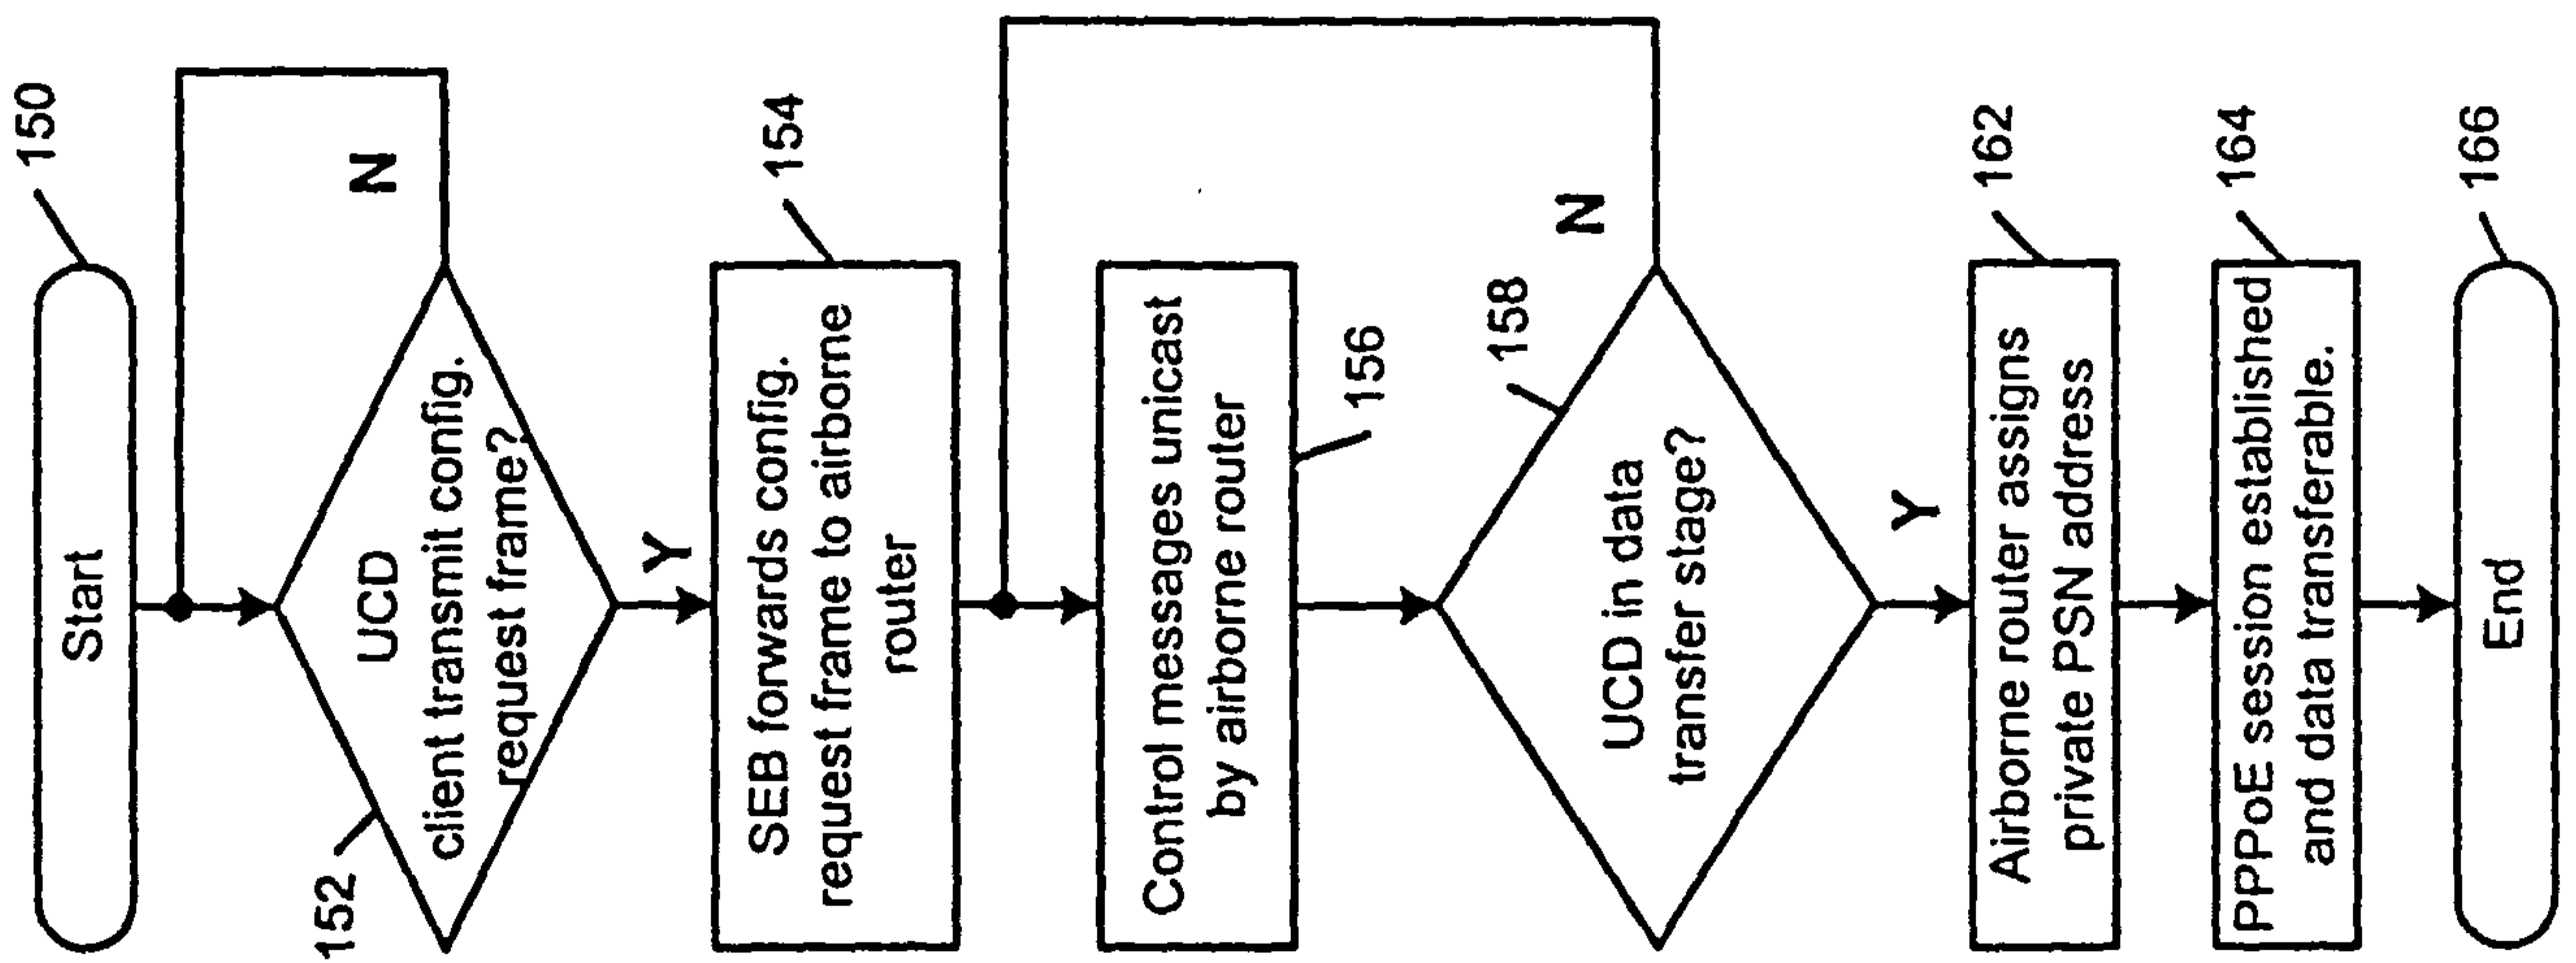 Start
150
UCD
client transmit config.
request frame?
N
152
Y
SEB forwards config.
request frame to airborne
router
154
Control messages unicast
by airborne router
156
158
UCD in data
transfer stage?
N
Y
Airborne router assigns
private PSN address
162
PPPoE session established
and data transferable.
164
End
166